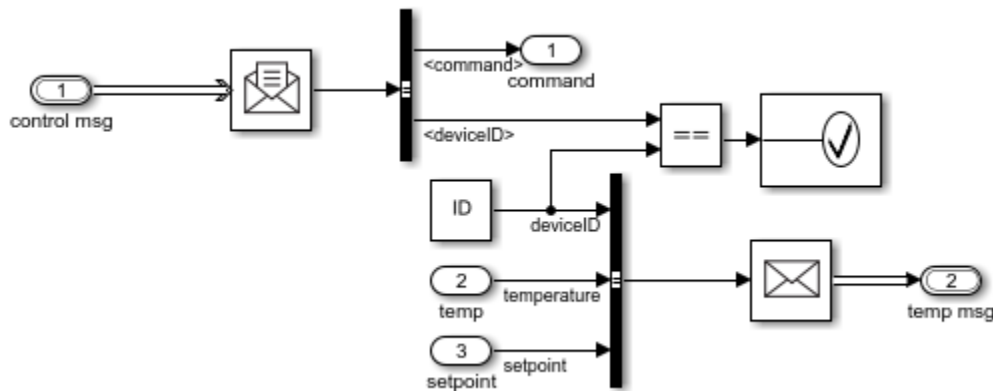 1
control msg
<command>
1
command
<deviceID>
==
ID
deviceID
2
temp
temperature
2
temp msg
3
setpoint
setpoint